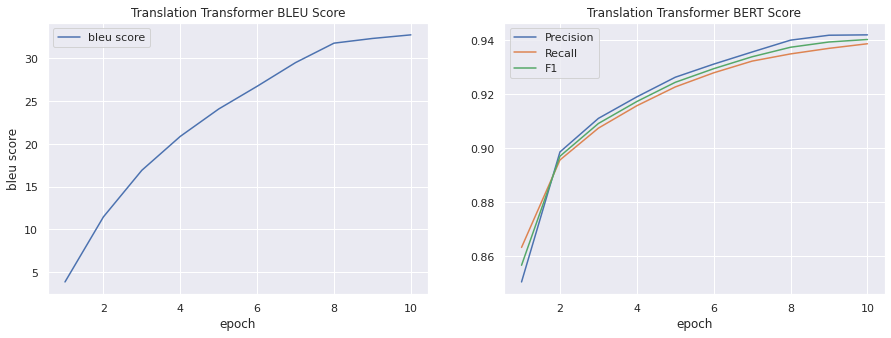 Translation Transformer BLEU Score
bleu score
30
25
20
15
10
5
bleu score
2 4 6 8 10
epoch
Translation Transformer BERT Score
Precision
Recall
F1
0.94
0.92
0.90
0.88
0.86
2 4 6 8 10
epoch